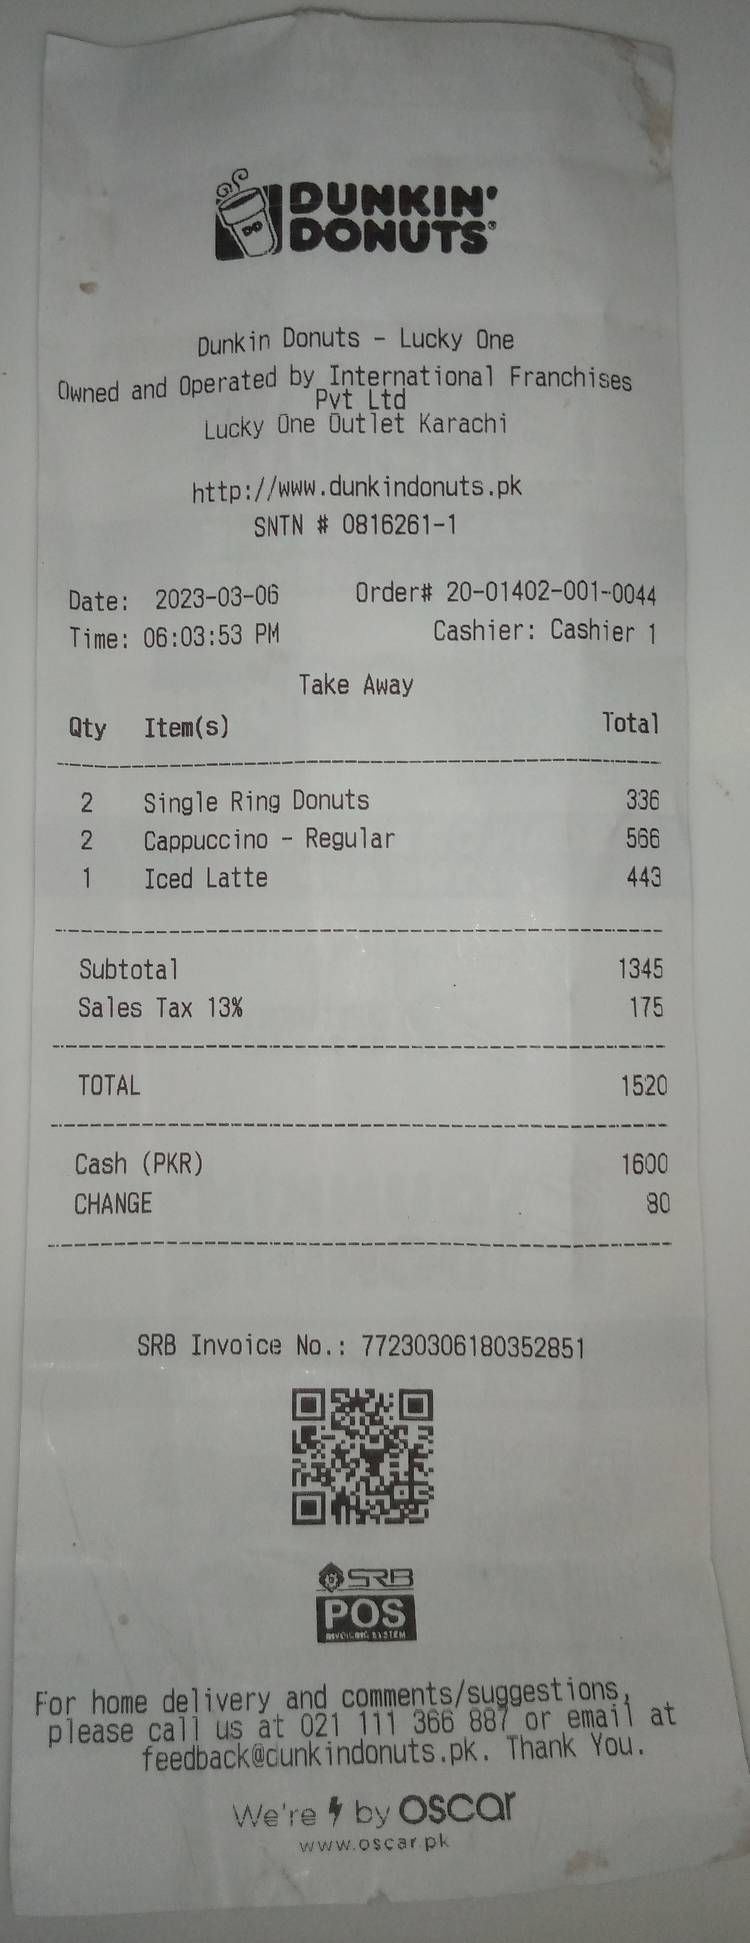 DUNKIN'
DONUTS
Dunkin Donuts - Lucky One
Owned and Operated by International Franchises
Pvt Ltd
Lucky One Outlet Karachi
http://www.dunkindonuts.pk
SNTN # 0816261-1
Date: 2023-03-06 Order# 20-01402-001-0044
Time: 06:03:53 PM Cashier: Cashier 1
Take Away
Qty Item(s) Total
2 Single Ring Donuts 336
2 Cappuccino - Regular 566
1 Iced Latte 443
Subtotal 1345
Sales Tax 13% 175
TOTAL 1520
Cash (PKR) 1600
CHANGE 80
SRB Invoice No.: 77230306180352851
SRB
POS
INVOICING SYSTEM
For home delivery and comments/suggestions,
please call us at 021 111 366 887 or email at
feedback@dunkindonuts.pk. Thank You.
We're by oscar
www.oscar.pk